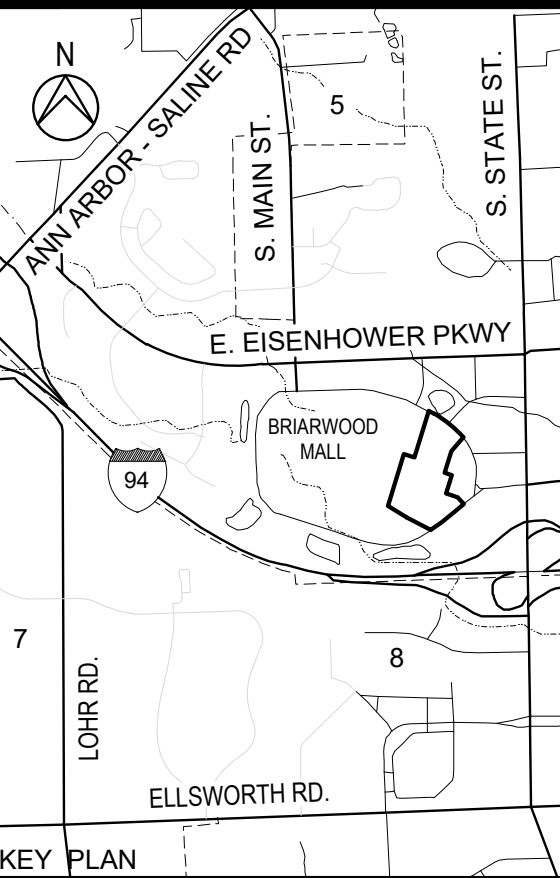 N
ANN ARBOR - SALINE RD
5
S. MAIN ST.
S. STATE ST.
E. EISENHOWER PKWY
BRIARWOOD
MALL
94
7
8
LOHR RD.
ELLSWORTH RD.
KEY PLAN